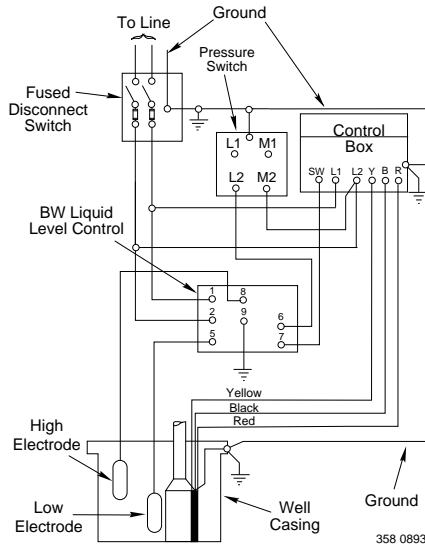 To Line
Ground
Pressure
Switch
Fused
Disconnect
Switch
L1 M1
L2 M2
Control
Box
SW L1 L2 Y B R
BW Liquid
Level Control
1
8
2
9
6
5
7
Yellow
Black
Red
High
Electrode
Low
Electrode
Well
Casing
Ground
358 0893